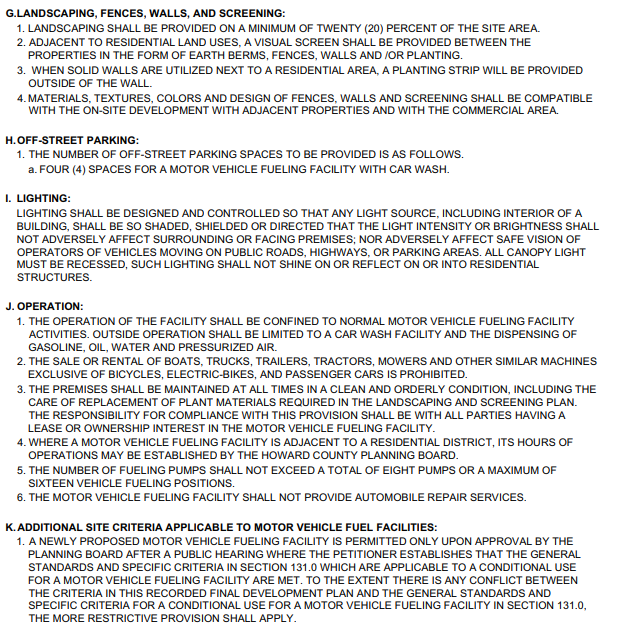 G.LANDSCAPING, FENCES, WALLS, AND SCREENING:
1. LANDSCAPING SHALL BE PROVIDED ON A MINIMUM OF TWENTY (20) PERCENT OF THE SITE AREA.
2. ADJACENT TO RESIDENTIAL LAND USES, A VISUAL SCREEN SHALL BE PROVIDED BETWEEN THE
PROPERTIES IN THE FORM OF EARTH BERMS, FENCES, WALLS AND /OR PLANTING.
3. WHEN SOLID WALLS ARE UTILIZED NEXT TO A RESIDENTIAL AREA, A PLANTING STRIP WILL BE PROVIDED
OUTSIDE OF THE WALL.
4. MATERIALS, TEXTURES, COLORS AND DESIGN OF FENCES, WALLS AND SCREENING SHALL BE COMPATIBLE
WITH THE ON-SITE DEVELOPMENT WITH ADJACENT PROPERTIES AND WITH THE COMMERCIAL AREA.
H.OFF-STREET PARKING:
1. THE NUMBER OF OFF-STREET PARKING SPACES TO BE PROVIDED IS AS FOLLOWS.
a. FOUR (4) SPACES FOR A MOTOR VEHICLE FUELING FACILITY WITH CAR WASH.
I. LIGHTING:
LIGHTING SHALL BE DESIGNED AND CONTROLLED SO THAT ANY LIGHT SOURCE, INCLUDING INTERIOR OF A
BUILDING, SHALL BE SO SHADED, SHIELDED OR DIRECTED THAT THE LIGHT INTENSITY OR BRIGHTNESS SHALL
NOT ADVERSELY AFFECT SURROUNDING OR FACING PREMISES; NOR ADVERSELY AFFECT SAFE VISION OF
OPERATORS OF VEHICLES MOVING ON PUBLIC ROADS, HIGHWAYS, OR PARKING AREAS. ALL CANOPY LIGHT
MUST BE RECESSED, SUCH LIGHTING SHALL NOT SHINE ON OR REFLECT ON OR INTO RESIDENTIAL
STRUCTURES.
J. OPERATION:
1. THE OPERATION OF THE FACILITY SHALL BE CONFINED TO NORMAL MOTOR VEHICLE FUELING FACILITY
ACTIVITIES. OUTSIDE OPERATION SHALL BE LIMITED TO A CAR WASH FACILITY AND THE DISPENSING OF
GASOLINE, OIL, WATER AND PRESSURIZED AIR.
2. THE SALE OR RENTAL OF BOATS, TRUCKS, TRAILERS, TRACTORS, MOWERS AND OTHER SIMILAR MACHINES
EXCLUSIVE OF BICYCLES, ELECTRIC-BIKES, AND PASSENGER CARS IS PROHIBITED.
3. THE PREMISES SHALL BE MAINTAINED AT ALL TIMES IN A CLEAN AND ORDERLY CONDITION, INCLUDING THE
CARE OF REPLACEMENT OF PLANT MATERIALS REQUIRED IN THE LANDSCAPING AND SCREENING PLAN.
THE RESPONSIBILITY FOR COMPLIANCE WITH THIS PROVISION SHALL BE WITH ALL PARTIES HAVING A
LEASE OR OWNERSHIP INTEREST IN THE MOTOR VEHICLE FUELING FACILITY.
4. WHERE A MOTOR VEHICLE FUELING FACILITY IS ADJACENT TO A RESIDENTIAL DISTRICT, ITS HOURS OF
OPERATIONS MAY BE ESTABLISHED BY THE HOWARD COUNTY PLANNING BOARD.
5. THE NUMBER OF FUELING PUMPS SHALL NOT EXCEED A TOTAL OF EIGHT PUMPS OR A MAXIMUM OF
SIXTEEN VEHICLE FUELING POSITIONS.
6. THE MOTOR VEHICLE FUELING FACILITY SHALL NOT PROVIDE AUTOMOBILE REPAIR SERVICES.
K. ADDITIONAL SITE CRITERIA APPLICABLE TO MOTOR VEHICLE FUEL FACILITIES:
1. A NEWLY PROPOSED MOTOR VEHICLE FUELING FACILITY IS PERMITTED ONLY UPON APPROVAL BY THE
PLANNING BOARD AFTER A PUBLIC HEARING WHERE THE PETITIONER ESTABLISHES THAT THE GENERAL
STANDARDS AND SPECIFIC CRITERIA IN SECTION 131.0 WHICH ARE APPLICABLE TO A CONDITIONAL USE
FOR A MOTOR VEHICLE FUELING FACILITY ARE MET. TO THE EXTENT THERE IS ANY CONFLICT BETWEEN
THE CRITERIA IN THIS RECORDED FINAL DEVELOPMENT PLAN AND THE GENERAL STANDARDS AND
SPECIFIC CRITERIA FOR A CONDITIONAL USE FOR A MOTOR VEHICLE FUELING FACILITY IN SECTION 131.0,
THE MORE RESTRICTIVE PROVISION SHALL APPLY.